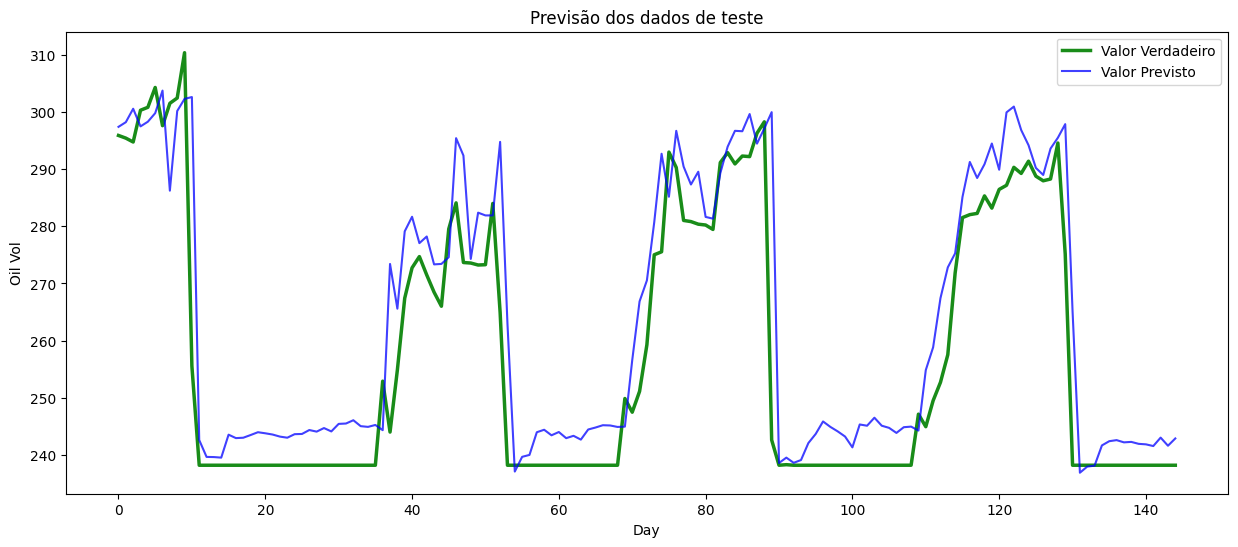 Previsão dos dados de teste
Valor Verdadeiro
Valor Previsto
Oil Vol
310
300
290
280
270
260
250
240
0 20 40 60 80 100 120 140
Day